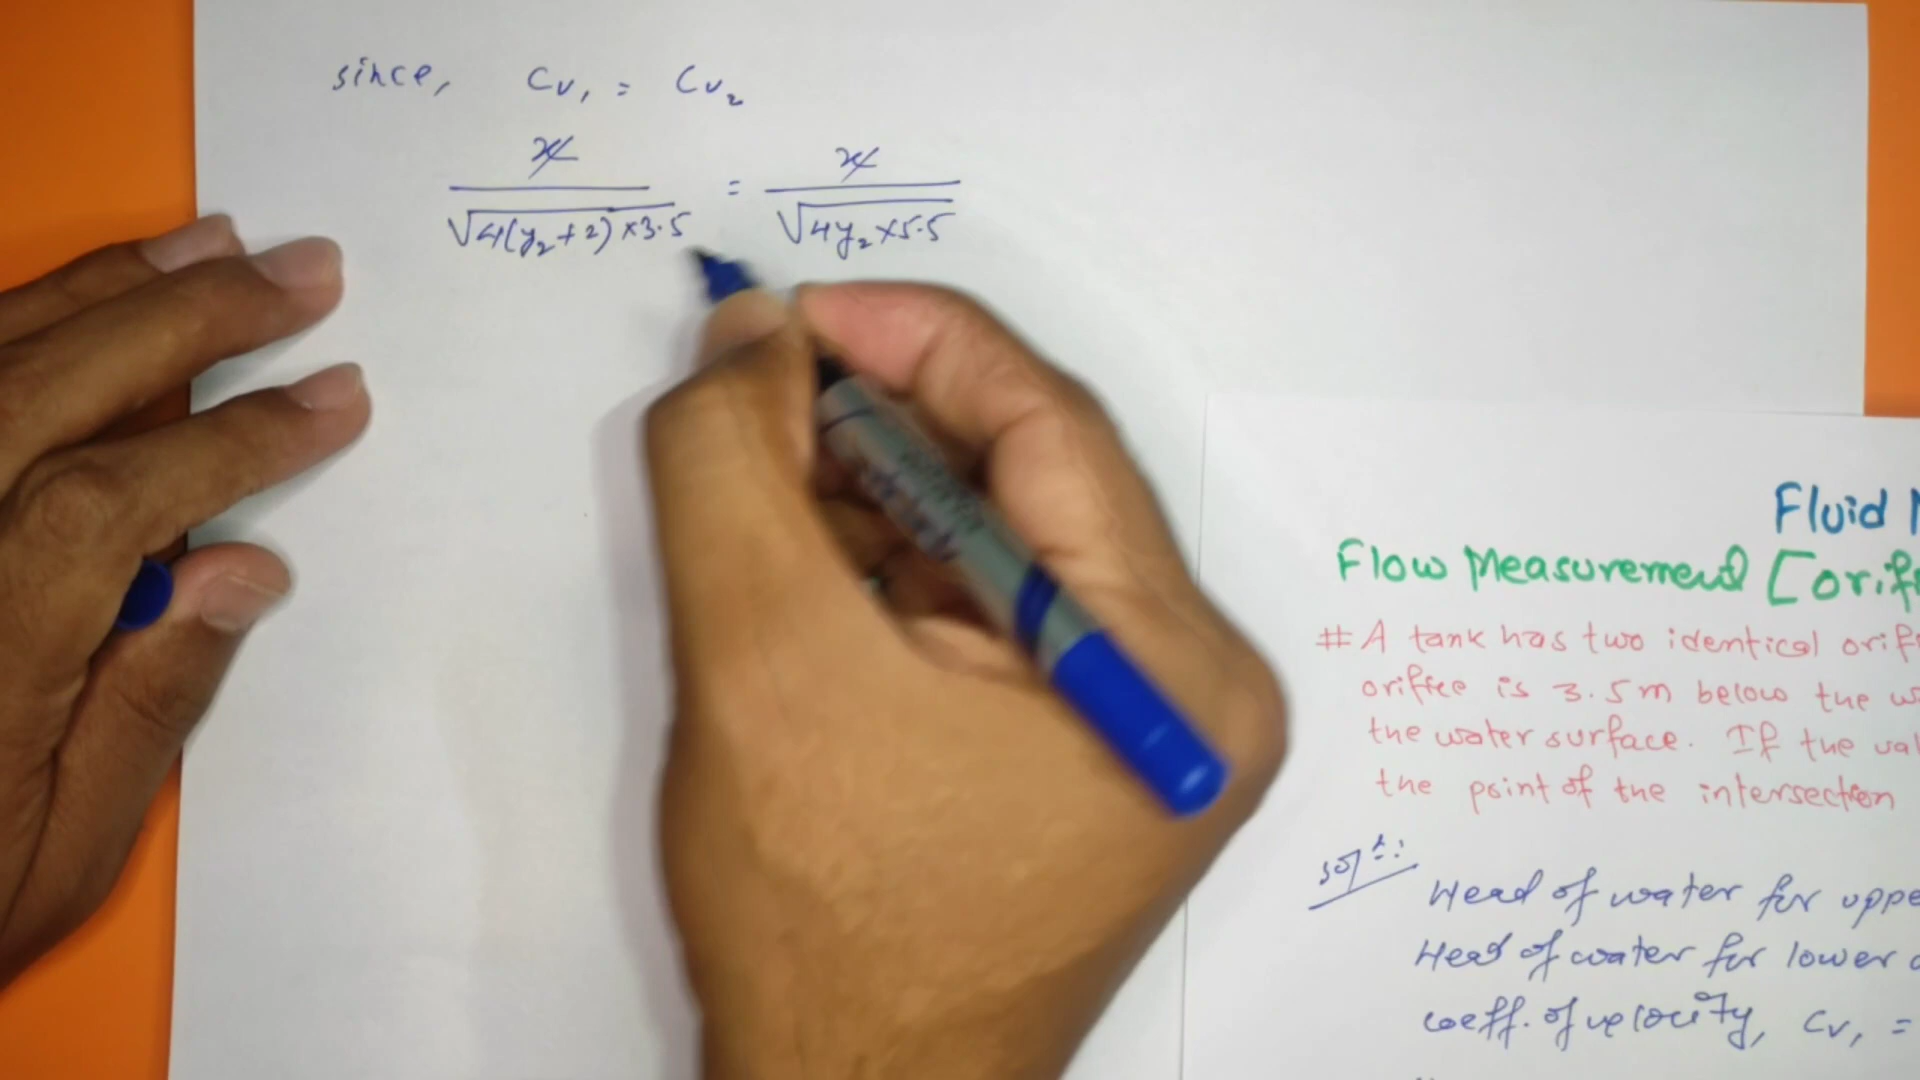 since, Cv₁ = Cv₂
x / √4(y₂+2)×3.5 = x / √4y₂×5.5
Fluid
Flow Measurement [orif
# A tank has two identical orif
orifice is 3.5m below the
the water surface. If the val
the point of the intersection
Solⁿ:
Head of water for uppe
Head of water for lower
coeff. of velocity, Cv₁ =